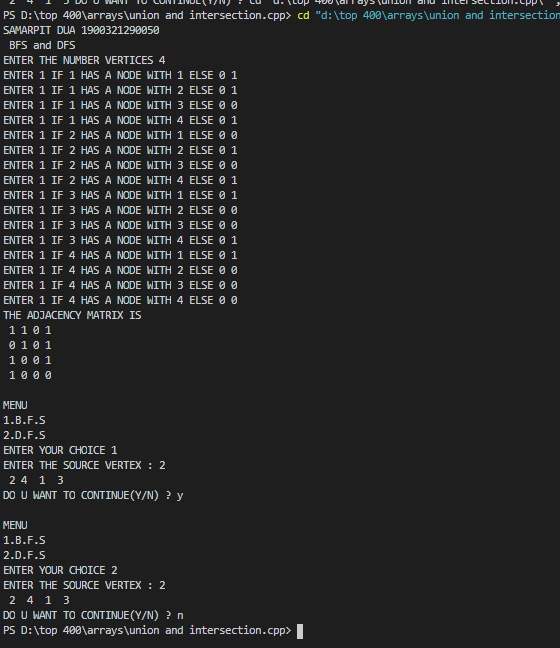 2 4 1 3 DO U WANT TO CONTINUE(Y/N) ? cd "d:\top 400\arrays\union and intersection.cpp\" ;
PS D:\top 400\arrays\union and intersection.cpp> cd "d:\top 400\arrays\union and intersection
SAMARPIT DUA 1900321290050
BFS and DFS
ENTER THE NUMBER VERTICES 4
ENTER 1 IF 1 HAS A NODE WITH 1 ELSE 0 1
ENTER 1 IF 1 HAS A NODE WITH 2 ELSE 0 1
ENTER 1 IF 1 HAS A NODE WITH 3 ELSE 0 0
ENTER 1 IF 1 HAS A NODE WITH 4 ELSE 0 1
ENTER 1 IF 2 HAS A NODE WITH 1 ELSE 0 0
ENTER 1 IF 2 HAS A NODE WITH 2 ELSE 0 1
ENTER 1 IF 2 HAS A NODE WITH 3 ELSE 0 0
ENTER 1 IF 2 HAS A NODE WITH 4 ELSE 0 1
ENTER 1 IF 3 HAS A NODE WITH 1 ELSE 0 1
ENTER 1 IF 3 HAS A NODE WITH 2 ELSE 0 0
ENTER 1 IF 3 HAS A NODE WITH 3 ELSE 0 0
ENTER 1 IF 3 HAS A NODE WITH 4 ELSE 0 1
ENTER 1 IF 4 HAS A NODE WITH 1 ELSE 0 1
ENTER 1 IF 4 HAS A NODE WITH 2 ELSE 0 0
ENTER 1 IF 4 HAS A NODE WITH 3 ELSE 0 0
ENTER 1 IF 4 HAS A NODE WITH 4 ELSE 0 0
THE ADJACENCY MATRIX IS
1 1 0 1
0 1 0 1
1 0 0 1
1 0 0 0
MENU
1.B.F.S
2.D.F.S
ENTER YOUR CHOICE 1
ENTER THE SOURCE VERTEX : 2
2 4 1 3
DO U WANT TO CONTINUE(Y/N) ? y
MENU
1.B.F.S
2.D.F.S
ENTER YOUR CHOICE 2
ENTER THE SOURCE VERTEX : 2
2 4 1 3
DO U WANT TO CONTINUE(Y/N) ? n
PS D:\top 400\arrays\union and intersection.cpp>